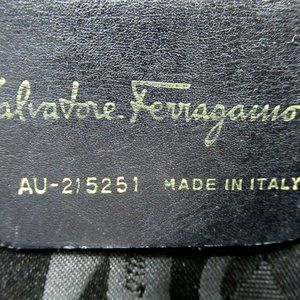 Salvatore Ferragamo
AU-215251 MADE IN ITALY